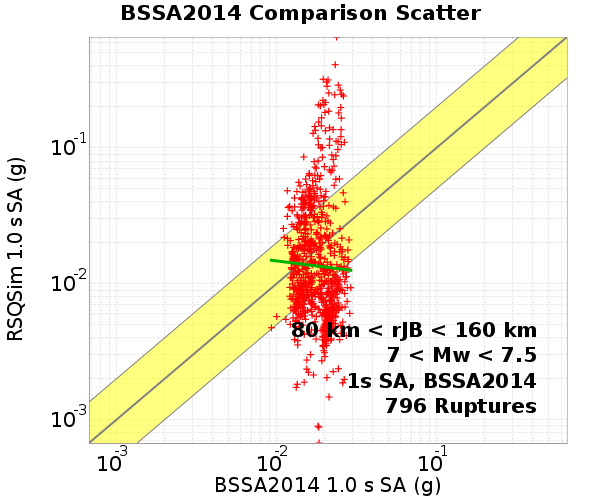 BSSA2014 Comparison Scatter
RSQSim 1.0 s SA (g)
10-1
10-2
10-3
80 km < rJB < 160 km
7 < Mw < 7.5
1s SA, BSSA2014
796 Ruptures
10-3 10-2 10-1
BSSA2014 1.0 s SA (g)